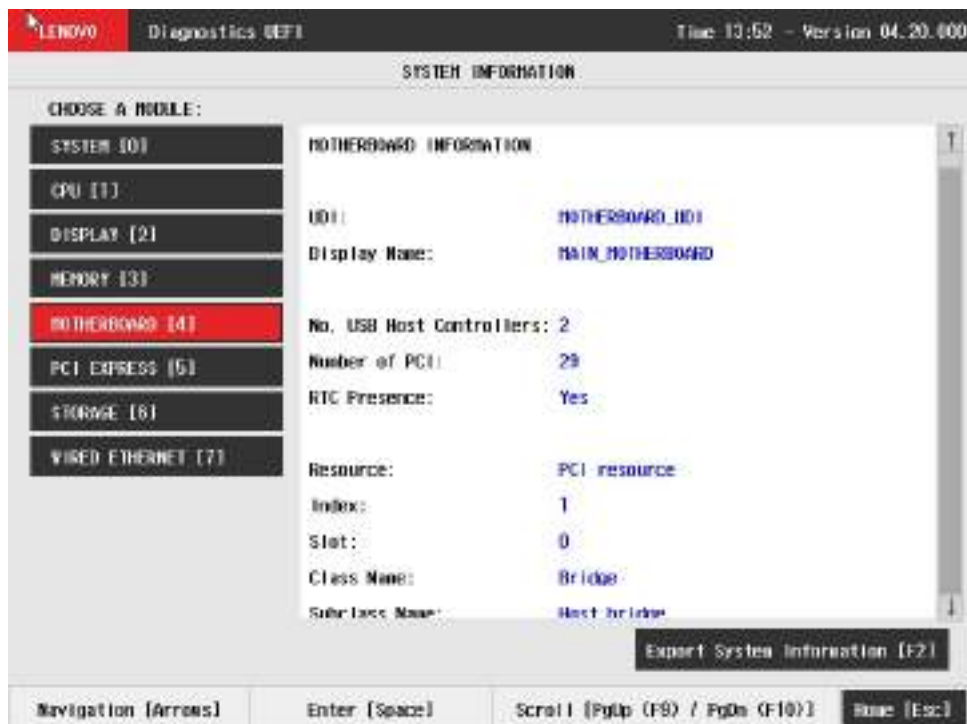 LENOVO Diagnostics UEFI Time 13:52 - Version 04.20.000
SYSTEM INFORMATION
CHOOSE A MODULE:
SYSTEM [0]
CPU [1]
DISPLAY [2]
MEMORY [3]
MOTHERBOARD [4]
PCI EXPRESS [5]
STORAGE [6]
WIRED ETHERNET [7]
MOTHERBOARD INFORMATION
UDI: MOTHERBOARD_UDI
Display Name: MAIN_MOTHERBOARD
No. USB Host Controllers: 2
Number of PCI: 29
RTC Presence: Yes
Resource: PCI resource
Index: 1
Slot: 0
Class Name: Bridge
Subclass Name: Host bridge
Export System Information [F2]
Navigation [Arrows] Enter [Space] Scroll [PgUp (F9) / PgDn (F10)] Home [Esc]